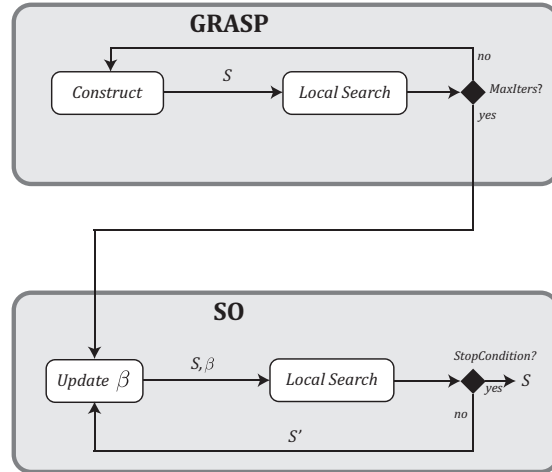 GRASP
no
S
Construct
Local Search
MaxIters?
yes
SO
StopCondition?
S, β
Update β
Local Search
yes
S
no
S'